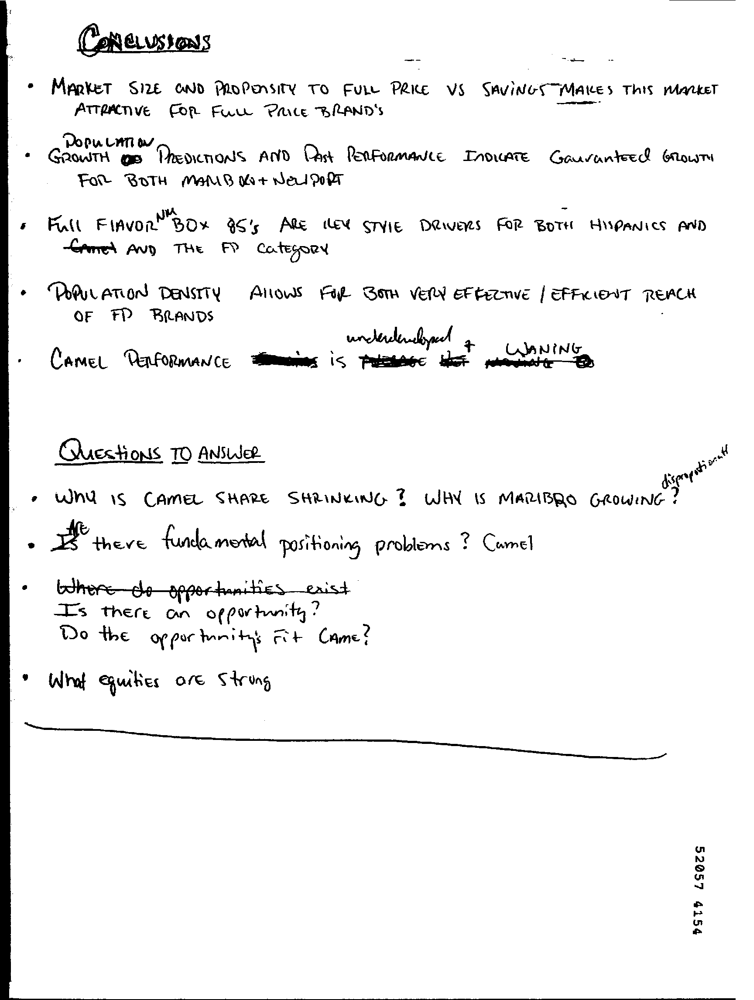 CONCLUSIONS
• MARKET SIZE AND PROPENSITY TO FULL PRICE VS SAVINGS MAKES THIS MARKET
ATTRACTIVE FOR FULL PRICE BRAND'S
POPULATION
• GROWTH PREDICTIONS AND PAST PERFORMANCE INDICATE Gauranteed GROWTH
FOR BOTH MARLBORO + NEWPORT
NM
• Full FlAVOR BOX 85's ARE KEY STYlE DRIVERS FOR BOTH HISPANICS AND
Camel AND THE FP CATEGORY
• POPULATION DENSITY AllOWS FOR BOTH VERY EFFECTIVE / EFFICIENT REACH
OF FP BRANDS
underdeveloped + WANING
• CAMEL PERFORMANCE is
QUESTIONS TO ANSWER
disproportionate
• WHY IS CAMEL SHARE SHRINKING? WHY IS MARLBRO GROWING?
ARE
• Is there fundamental positioning problems? Camel
• Where do opportunities exist
Is there an opportunity?
Do the opportunity's Fit CAME?
• What equities are strong
52057 4154